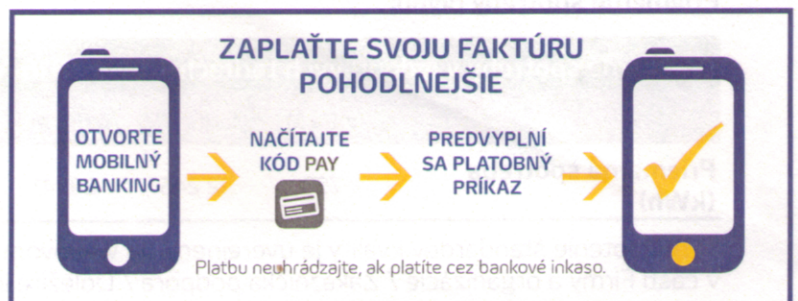 ZAPLAŤTE SVOJU FAKTÚRU
POHODLNEJŠIE
OTVORTE
MOBILNÝ
BANKING
NAČÍTAJTE
KÓD PAY
PREDVYPLNÍ
SA PLATOBNÝ
PRÍKAZ
Platbu neuhrádzajte, ak platíte cez bankové inkaso.